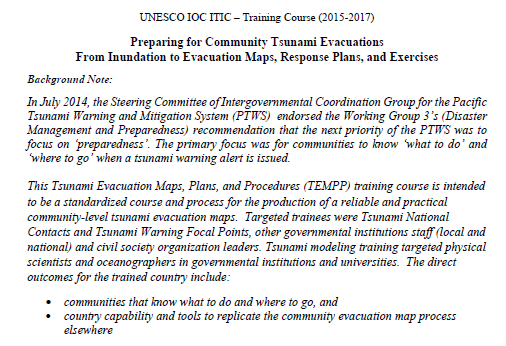 UNESCO IOC ITIC – Training Course (2015-2017)
Preparing for Community Tsunami Evacuations
From Inundation to Evacuation Maps, Response Plans, and Exercises
Background Note:
In July 2014, the Steering Committee of Intergovernmental Coordination Group for the Pacific
Tsunami Warning and Mitigation System (PTWS) endorsed the Working Group 3's (Disaster
Management and Preparedness) recommendation that the next priority of the PTWS was to
focus on 'preparedness'. The primary focus was for communities to know 'what to do' and
'where to go' when a tsunami warning alert is issued.
This Tsunami Evacuation Maps, Plans, and Procedures (TEMPP) training course is intended
to be a standardized course and process for the production of a reliable and practical
community-level tsunami evacuation maps. Targeted trainees were Tsunami National
Contacts and Tsunami Warning Focal Points, other governmental institutions staff (local and
national) and civil society organization leaders. Tsunami modeling training targeted physical
scientists and oceanographers in governmental institutions and universities. The direct
outcomes for the trained country include:
• communities that know what to do and where to go, and
• country capability and tools to replicate the community evacuation map process
elsewhere